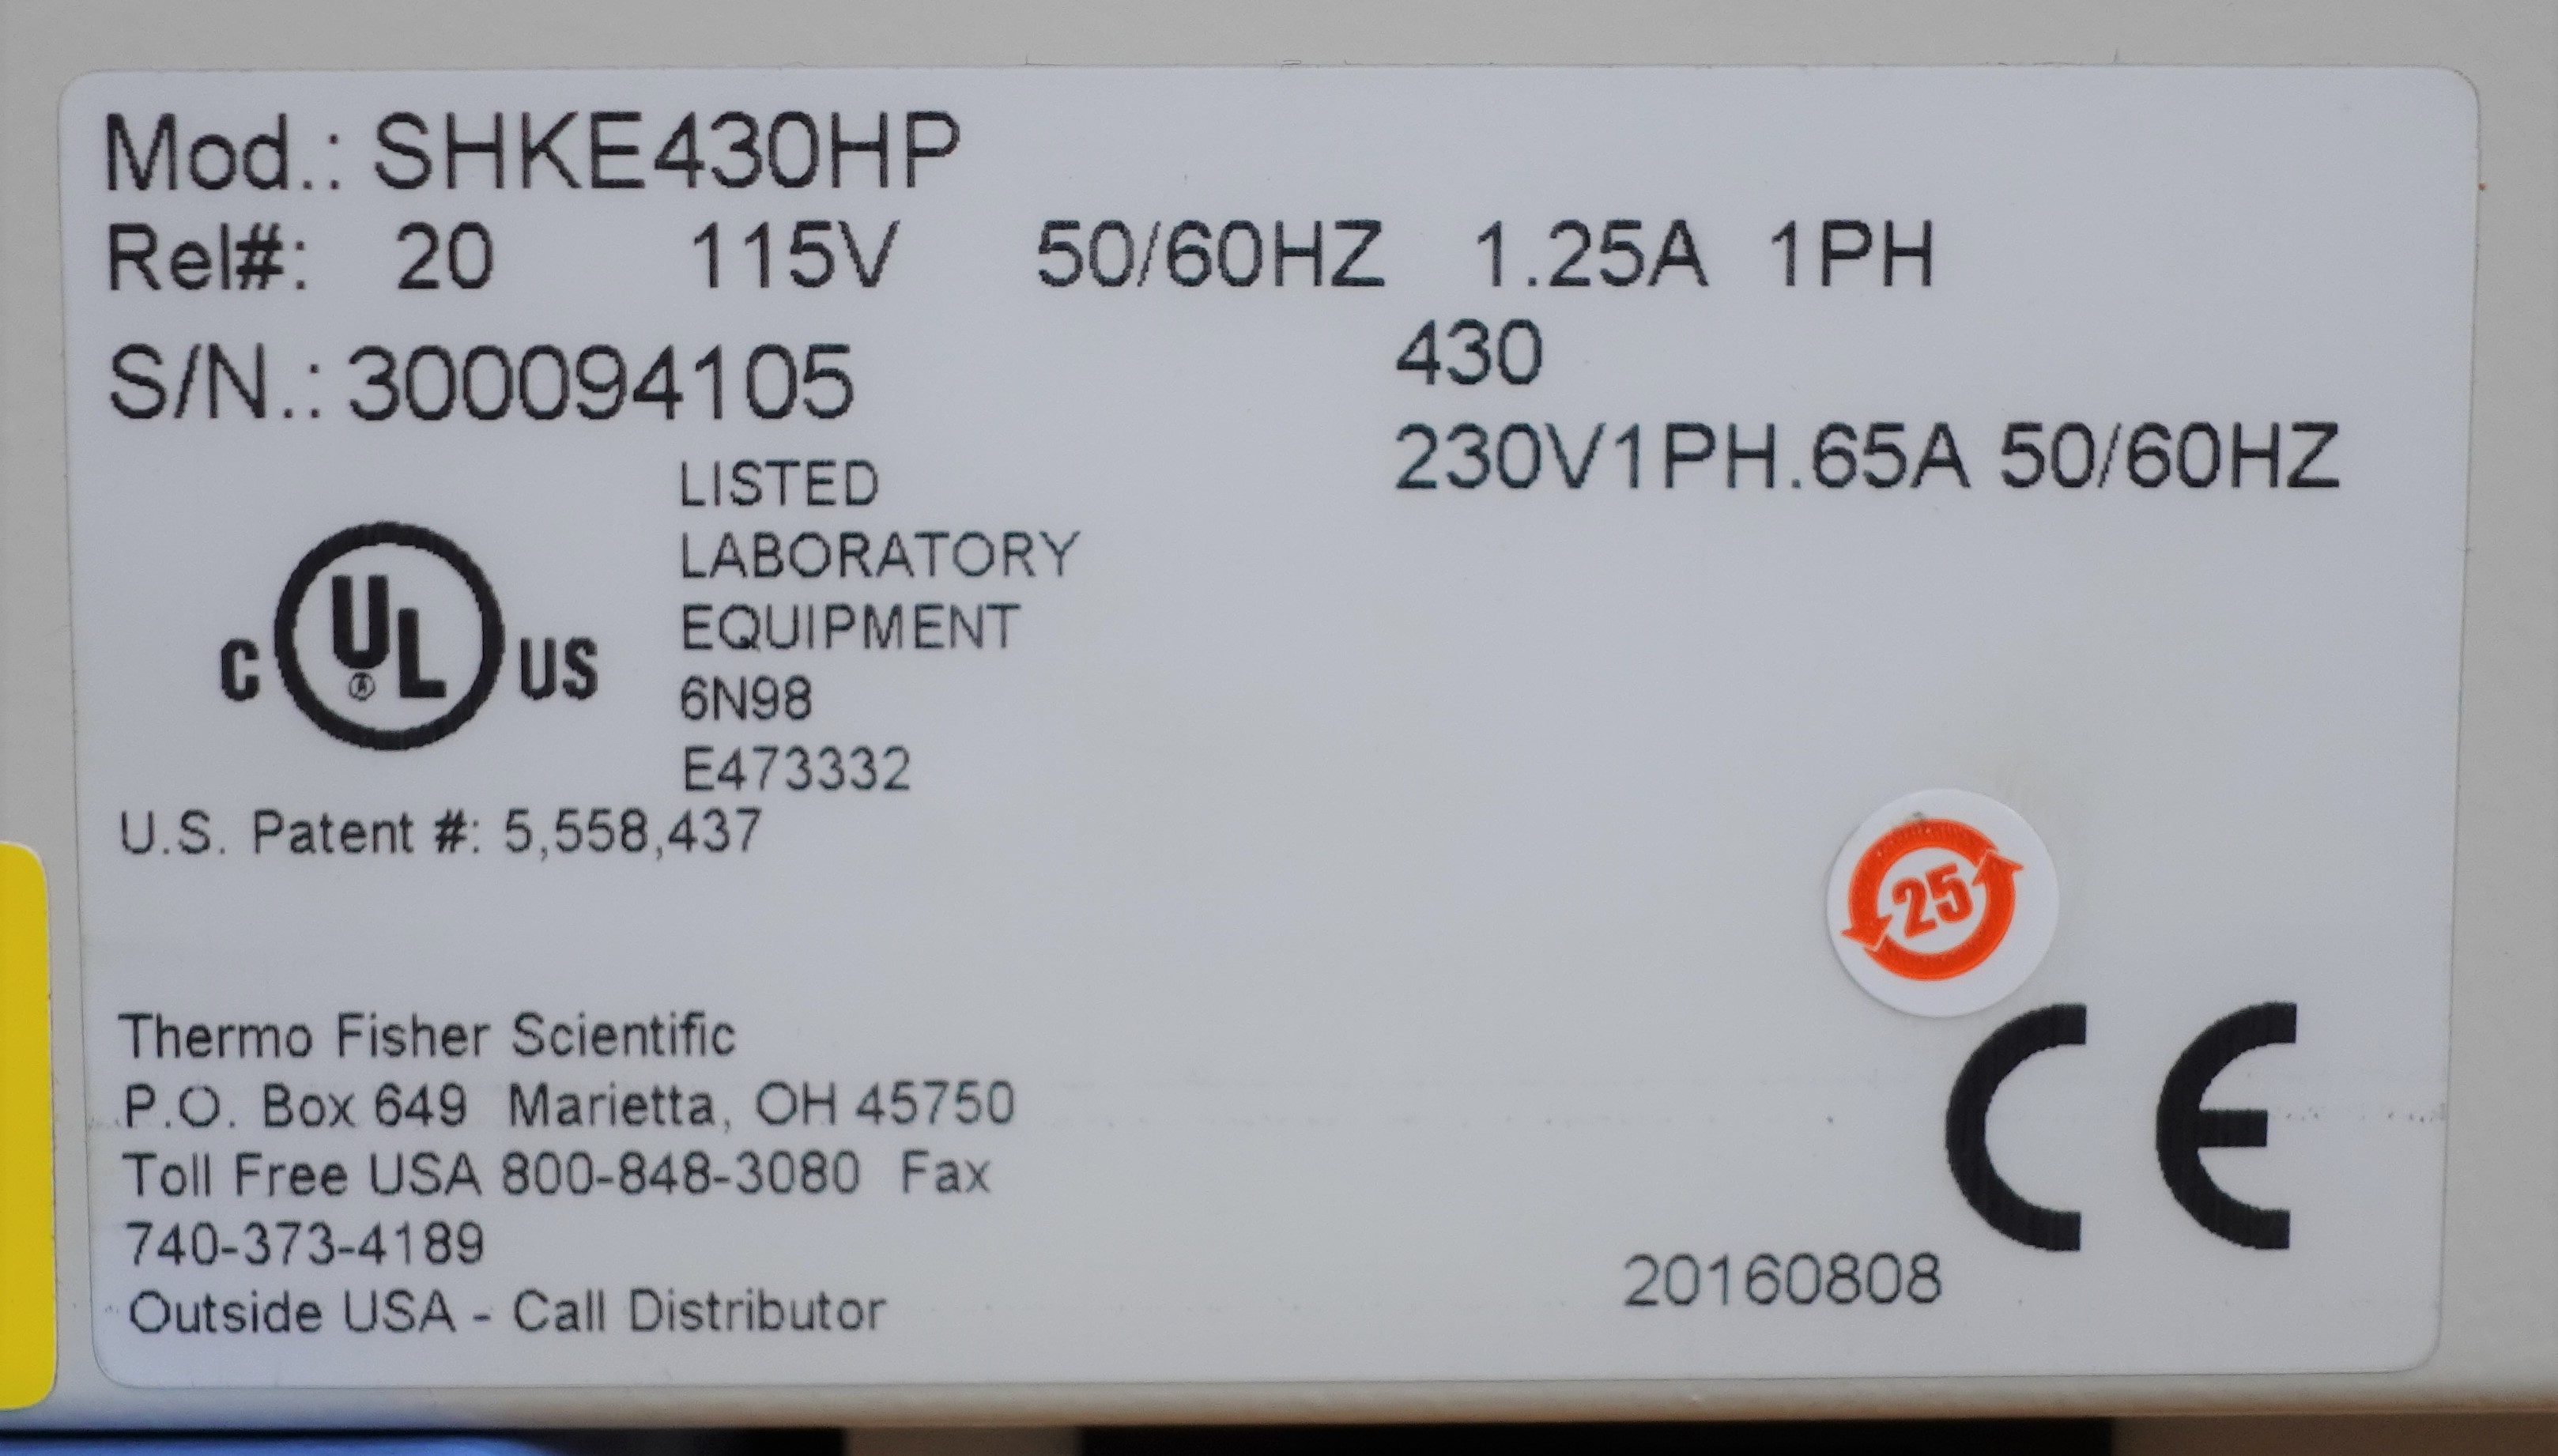 Mod.: SHKE430HP
Rel#: 20 115V 50/60HZ 1.25A 1PH
430
S/N.: 300094105
230V1PH.65A 50/60HZ
LISTED
LABORATORY
EQUIPMENT
6N98
E473332
C UL US
U.S. Patent #: 5,558,437
25
Thermo Fisher Scientific
P.O. Box 649 Marietta, OH 45750
Toll Free USA 800-848-3080 Fax
740-373-4189
Outside USA - Call Distributor
20160808
CE